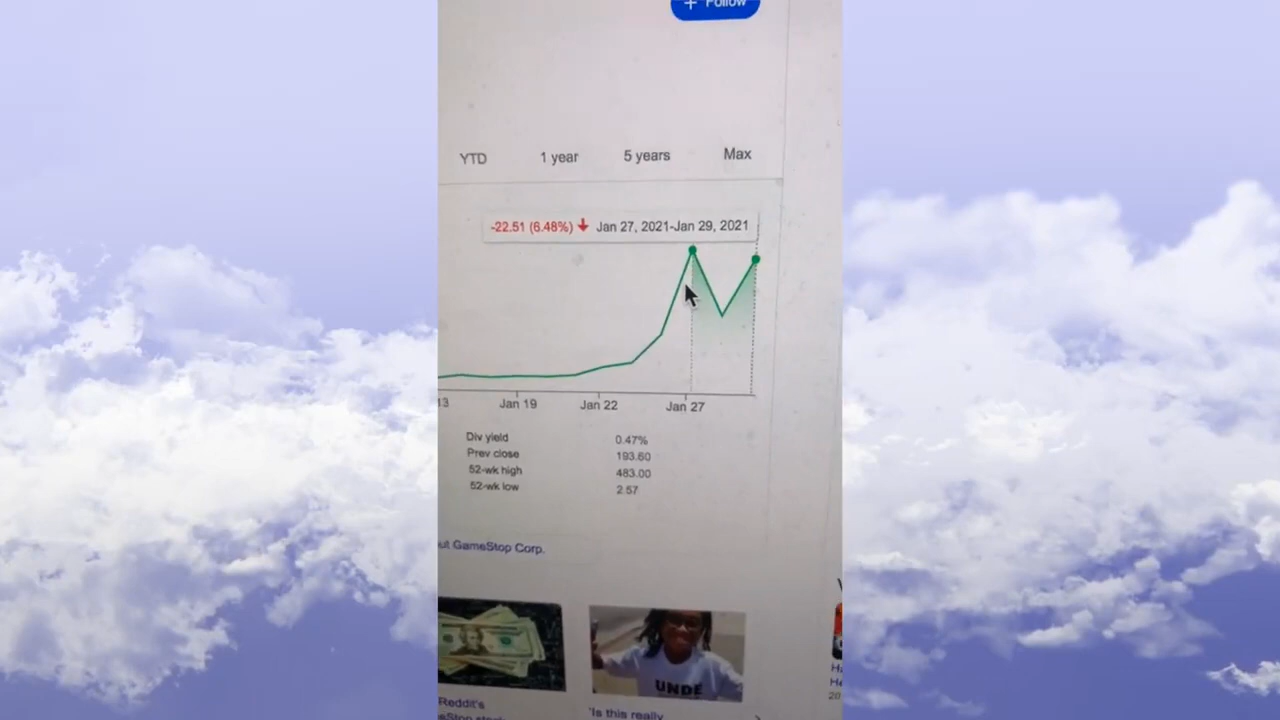 + Follow
YTD 1 year 5 years Max
-22.51 (6.48%) Jan 27, 2021-Jan 29, 2021
13 Jan 19 Jan 22 Jan 27
Div yield 0.47%
Prev close 193.60
52-wk high 483.00
52-wk low 2.57
ut GameStop Corp.
UNDE
Reddit's
'Is this really